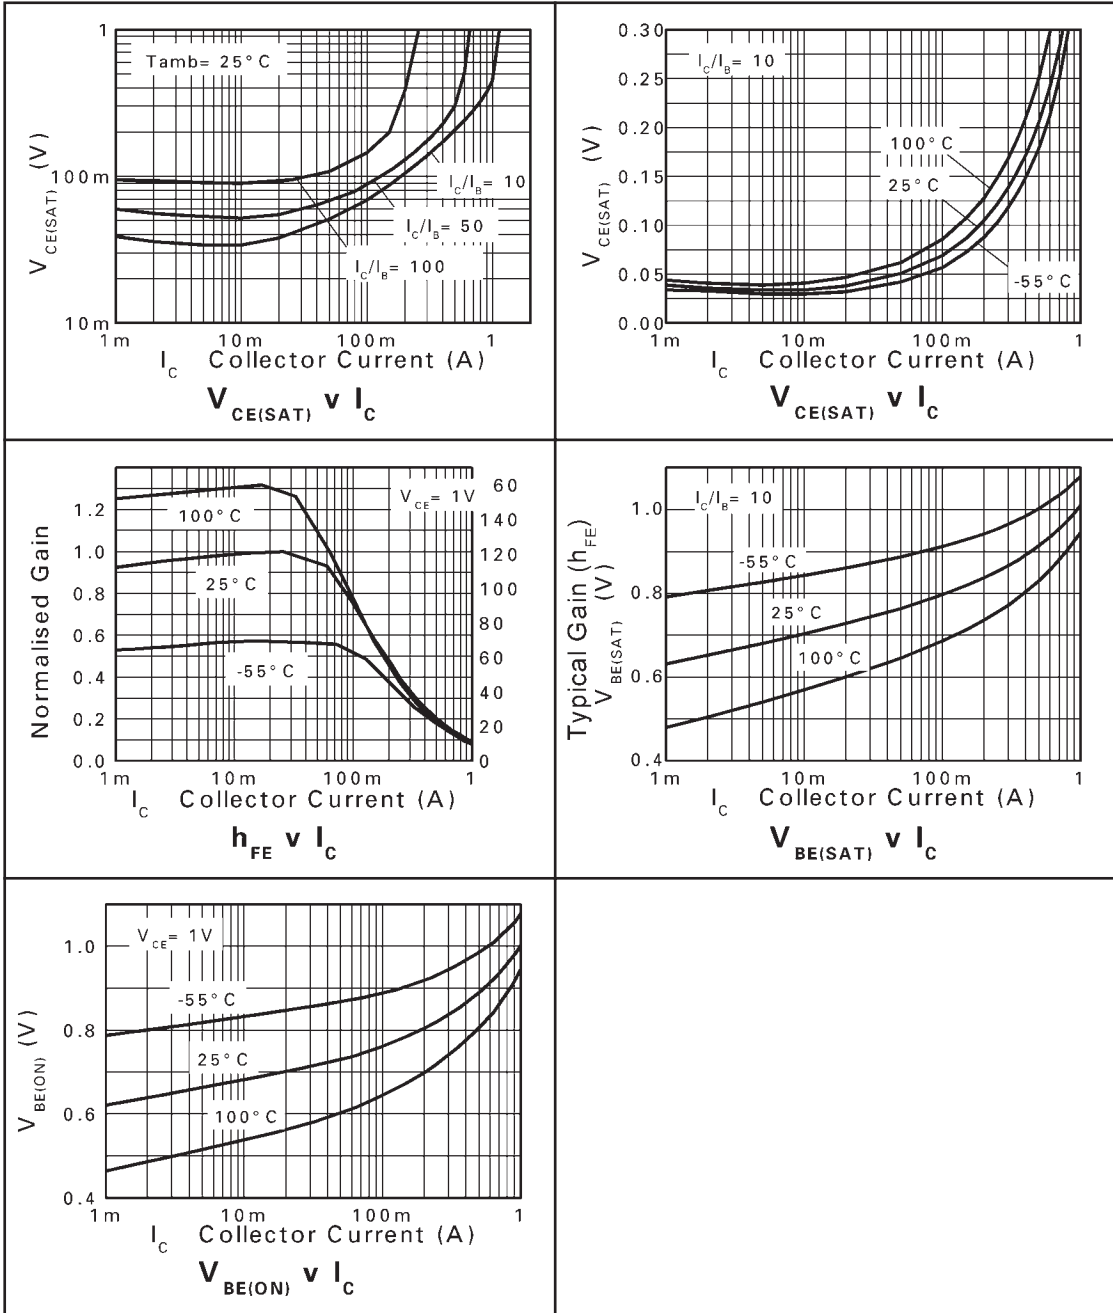 1
Tamb= 25°C
V CE(SAT) (V)
100m
I C /I B = 10
I C /I B = 50
I C /I B = 100
10m
1m 10m 100m 1
I C Collector Current (A)
V CE(SAT) v I C
0.30
I C /I B = 10
0.25
0.20
V CE(SAT) (V)
100°C
0.15
25°C
0.10
0.05
-55°C
0.00
1m 10m 100m 1
I C Collector Current (A)
V CE(SAT) v I C
Normalised Gain
V CE = 1V
60
1.2
100°C
140
1.0
120
25°C
0.8
100
80
0.6
-55°C
60
0.4
40
0.2
20
0.0
0
1m 10m 100m 1
I C Collector Current (A)
h FE v I C
Typical Gain (h FE )
V BE(SAT) (V)
I C /I B = 10
1.0
-55°C
0.8
25°C
100°C
0.6
0.4
1m 10m 100m 1
I C Collector Current (A)
V BE(SAT) v I C
V CE = 1V
1.0
-55°C
V BE(ON) (V)
0.8
25°C
0.6
100°C
0.4
1m 10m 100m 1
I C Collector Current (A)
V BE(ON) v I C